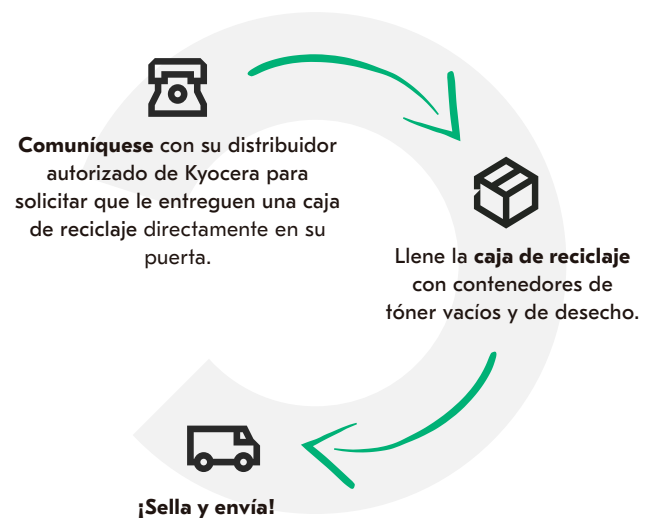 Comuníquese con su distribuidor
autorizado de Kyocera para
solicitar que le entreguen una caja
de reciclaje directamente en su
puerta.
Llene la caja de reciclaje
con contenedores de
tóner vacíos y de desecho.
¡Sella y envía!